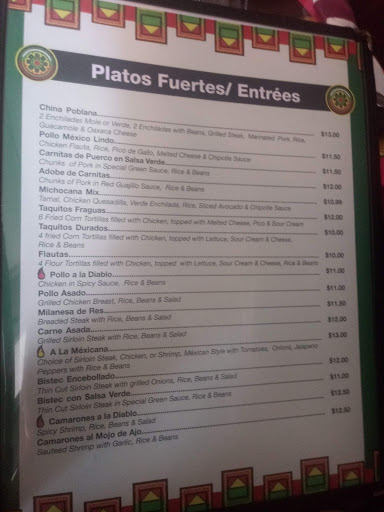 Platos Fuertes/ Entrées
China Poblana $13.00
2 Enchiladas Mole or Verde, 2 Enchiladas with Beans, Grilled Steak, Marinated Pork, Rice,
Guacamole & Oaxaca Cheese
Pollo México Lindo $11.50
Chicken Flauta, Rice, Pico de Gallo, Melted Cheese & Chipotle Sauce
Carnitas de Puerco en Salsa Verde $11.50
Chunks of Pork in Special Green Sauce, Rice & Beans
Adobe de Carnitas $12.00
Chunks of Pork in Red Guajillo Sauce, Rice & Beans
Michocana Mix $10.99
Tamal, Chicken Quesadilla, Verde Enchilada, Rice, Sliced Avocado & Chipotle Sauce
Taquitos Fraguas $12.00
6 Fried Corn Tortillas filled with Chicken, topped with Melted Cheese, Pico & Sour Cream
Taquitos Durados $10.00
4 fried Corn Tortillas filled with Chicken, topped with Lettuce, Sour Cream & Cheese,
Rice & Beans
Flautas $10.00
4 Flour Tortillas filled with Chicken, topped with Lettuce, Sour Cream & Cheese, Rice & Beans
Pollo a la Diablo $11.00
Chicken in Spicy Sauce, Rice & Beans
Pollo Asado $11.00
Grilled Chicken Breast, Rice, Beans & Salad
Milanesa de Res $11.50
Breaded Steak with Rice, Beans & Salad
Carne Asada $12.00
Grilled Sirloin Steak with Rice, Beans & Salad
A La Méxicana $13.00
Choice of Sirloin Steak, Chicken, or Shrimp, Méxican Style with Tomatoes, Onions, Jalapeno
Peppers with Rice & Beans
Bistec Encebollado $12.00
Thin Cut Sirloin Steak with grilled Onions, Rice, Beans & Salad
Bistec con Salsa Verde $11.00
Thin Cut Sirloin Steak in Special Green Sauce, Rice & Beans
Camarones a la Diablo $12.50
Spicy Shrimp, Rice, Beans & Salad
Camarones al Mojo de Ajo $12.50
Sauteed Shrimp with Garlic, Rice & Beans